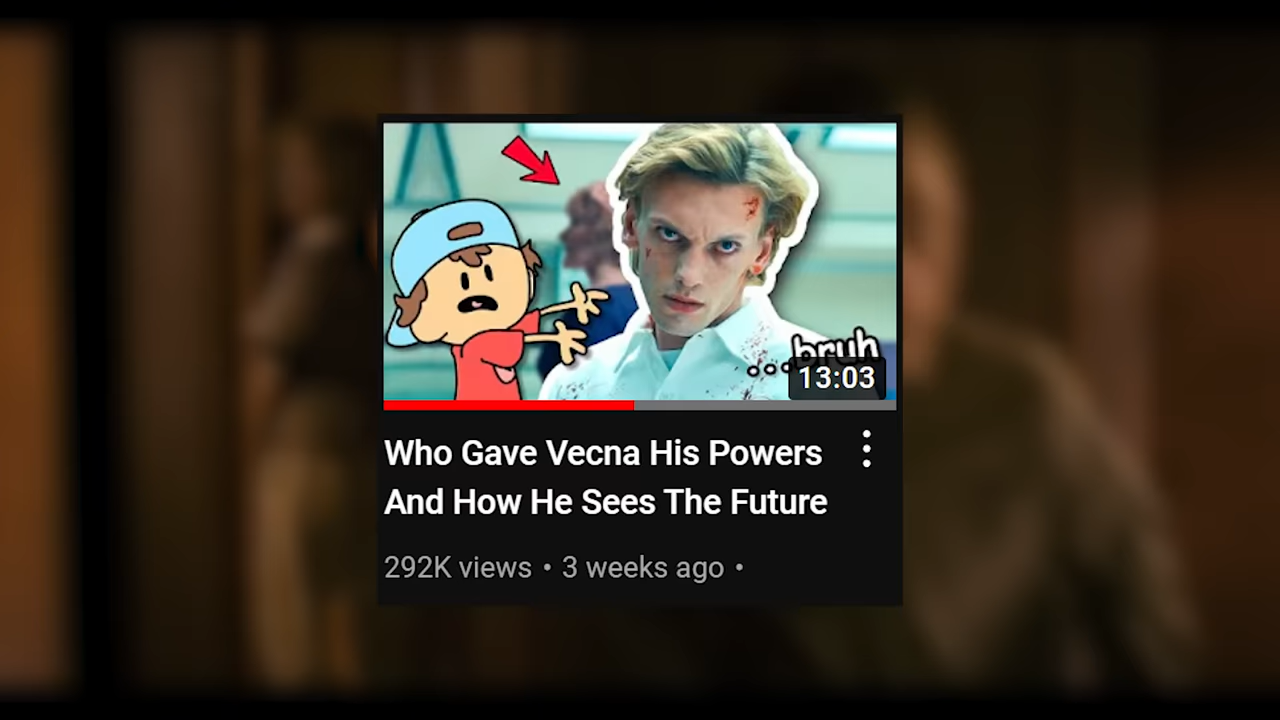 ...bruh
13:03
Who Gave Vecna His Powers
And How He Sees The Future
292K views • 3 weeks ago •